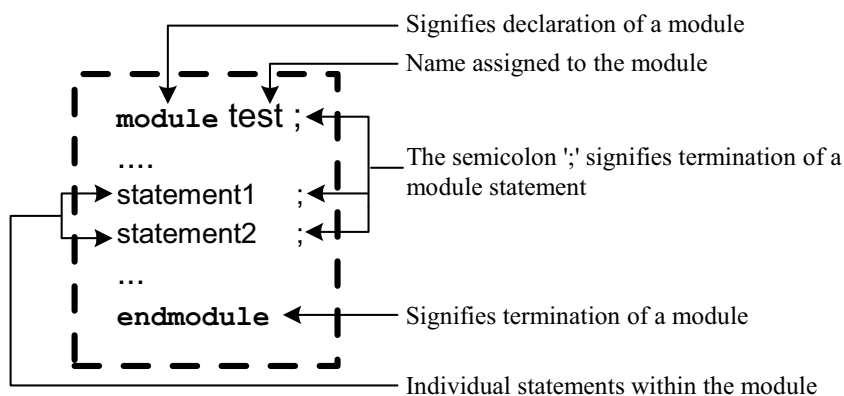 Signifies declaration of a module
Name assigned to the module
module test ;
....
The semicolon ';' signifies termination of a
module statement
statement1 ;
statement2 ;
...
endmodule
Signifies termination of a module
Individual statements within the module